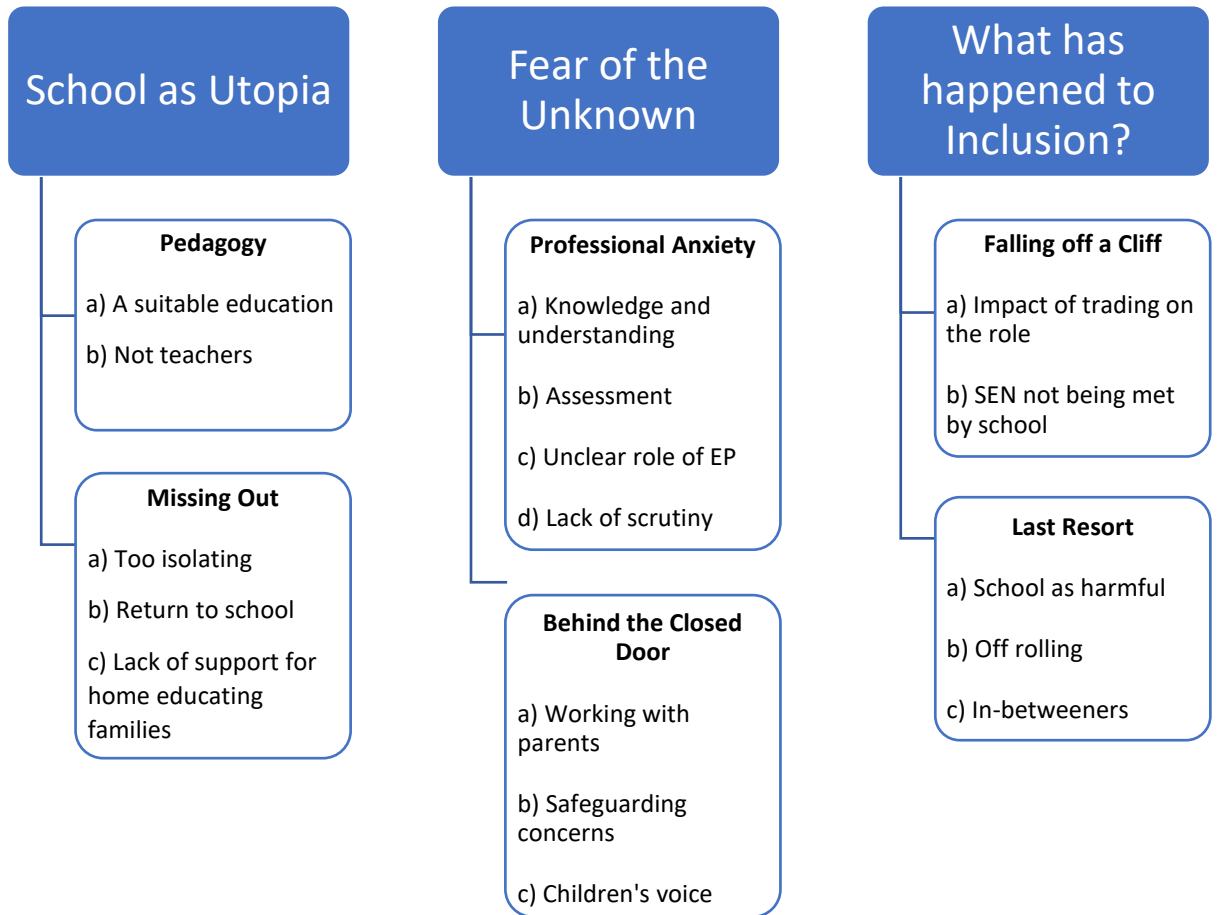 School as Utopia
Pedagogy
a) A suitable education
b) Not teachers
Missing Out
a) Too isolating
b) Return to school
c) Lack of support for
home educating
families
Fear of the
Unknown
Professional Anxiety
a) Knowledge and
understanding
b) Assessment
c) Unclear role of EP
d) Lack of scrutiny
Behind the Closed
Door
a) Working with
parents
b) Safeguarding
concerns
c) Children's voice
What has
happened to
Inclusion?
Falling off a Cliff
a) Impact of trading on
the role
b) SEN not being met
by school
Last Resort
a) School as harmful
b) Off rolling
c) In-betweeners